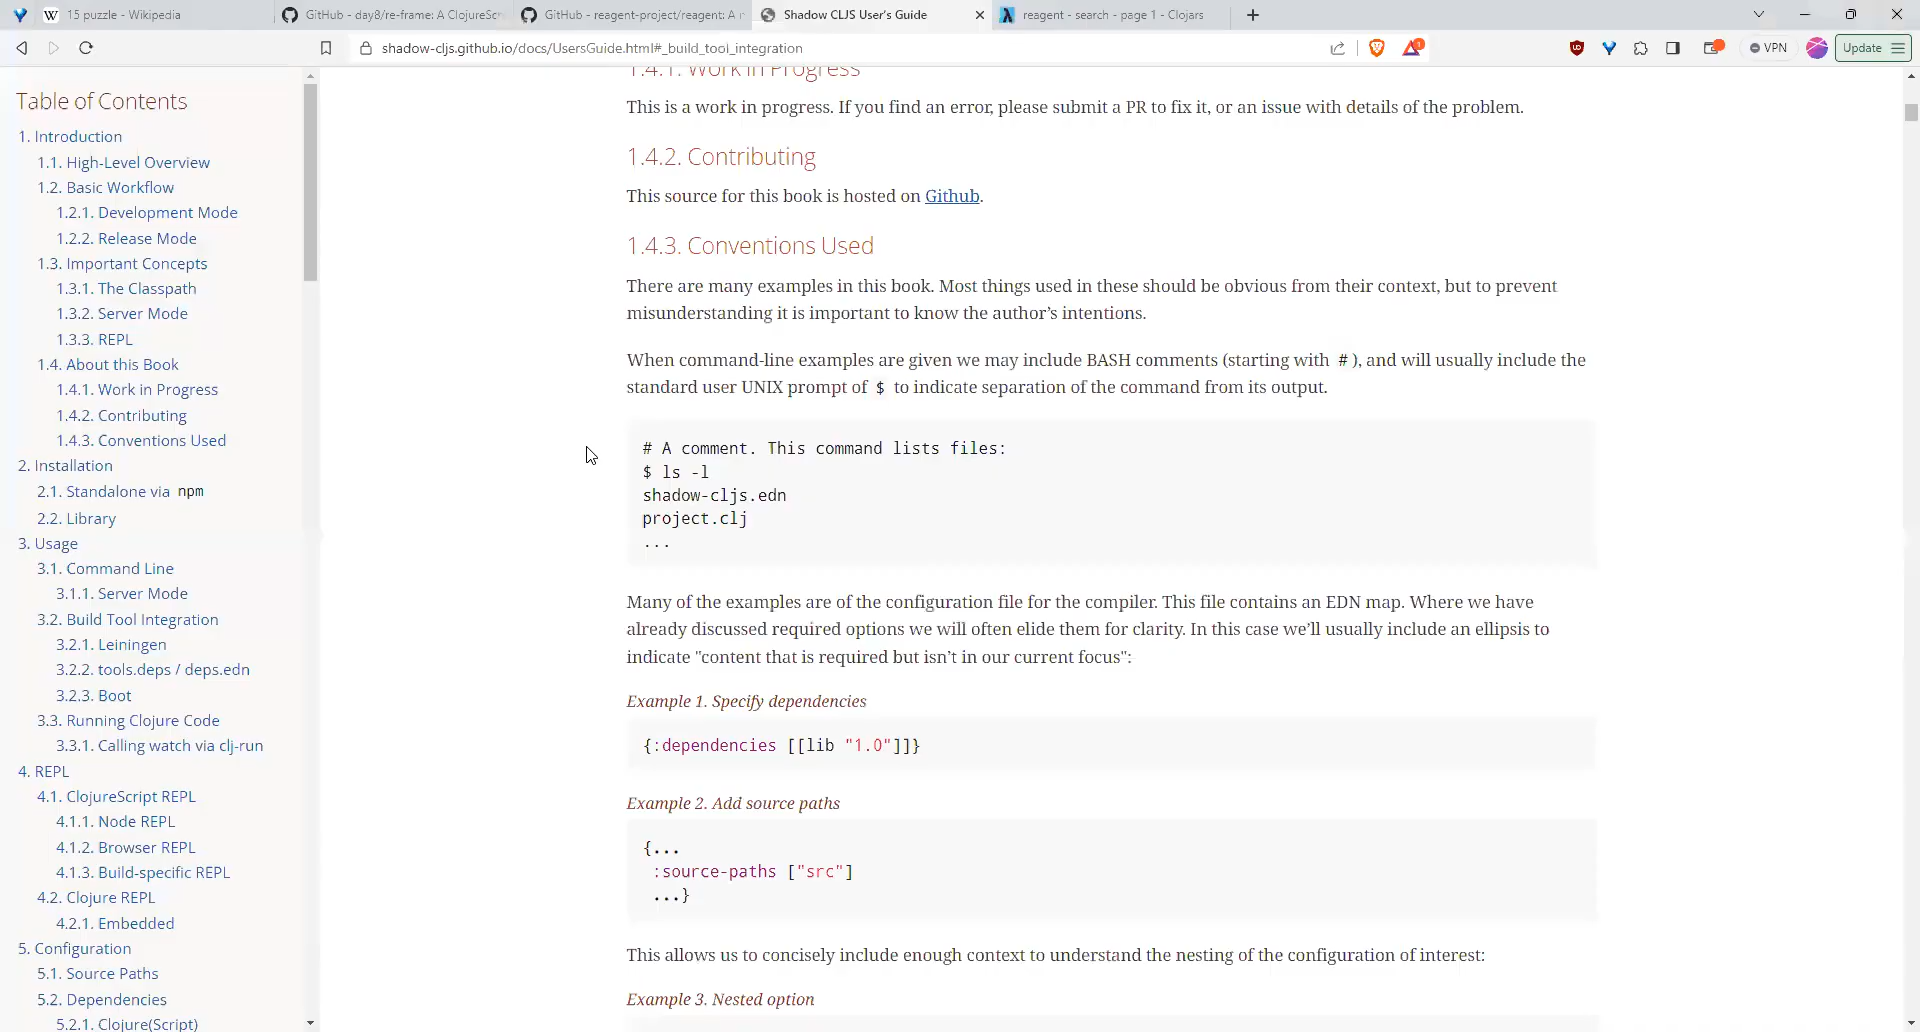 15 puzzle - Wikipedia
GitHub - day8/re-frame: A ClojureScri
GitHub - reagent-project/reagent: A n
Shadow CLJS User's Guide
reagent - search - page 1 - Clojars
shadow-cljs.github.io/docs/UsersGuide.html#_build_tool_integration
VPN
Update
Table of Contents
1. Introduction
1.1. High-Level Overview
1.2. Basic Workflow
1.2.1. Development Mode
1.2.2. Release Mode
1.3. Important Concepts
1.3.1. The Classpath
1.3.2. Server Mode
1.3.3. REPL
1.4. About this Book
1.4.1. Work in Progress
1.4.2. Contributing
1.4.3. Conventions Used
2. Installation
2.1. Standalone via npm
2.2. Library
3. Usage
3.1. Command Line
3.1.1. Server Mode
3.2. Build Tool Integration
3.2.1. Leiningen
3.2.2. tools.deps / deps.edn
3.2.3. Boot
3.3. Running Clojure Code
3.3.1. Calling watch via clj-run
4. REPL
4.1. ClojureScript REPL
4.1.1. Node REPL
4.1.2. Browser REPL
4.1.3. Build-specific REPL
4.2. Clojure REPL
4.2.1. Embedded
5. Configuration
5.1. Source Paths
5.2. Dependencies
5.2.1. Clojure(Script)
1.4.1. Work in Progress
This is a work in progress. If you find an error, please submit a PR to fix it, or an issue with details of the problem.
1.4.2. Contributing
This source for this book is hosted on Github.
1.4.3. Conventions Used
There are many examples in this book. Most things used in these should be obvious from their context, but to prevent
misunderstanding it is important to know the author's intentions.
When command-line examples are given we may include BASH comments (starting with # ), and will usually include the
standard user UNIX prompt of $ to indicate separation of the command from its output.
# A comment. This command lists files:
$ ls -l
shadow-cljs.edn
project.clj
...
Many of the examples are of the configuration file for the compiler. This file contains an EDN map. Where we have
already discussed required options we will often elide them for clarity. In this case we'll usually include an ellipsis to
indicate "content that is required but isn't in our current focus":
Example 1. Specify dependencies
{:dependencies [[lib "1.0"]]}
Example 2. Add source paths
{...
:source-paths ["src"]
...}
This allows us to concisely include enough context to understand the nesting of the configuration of interest:
Example 3. Nested option